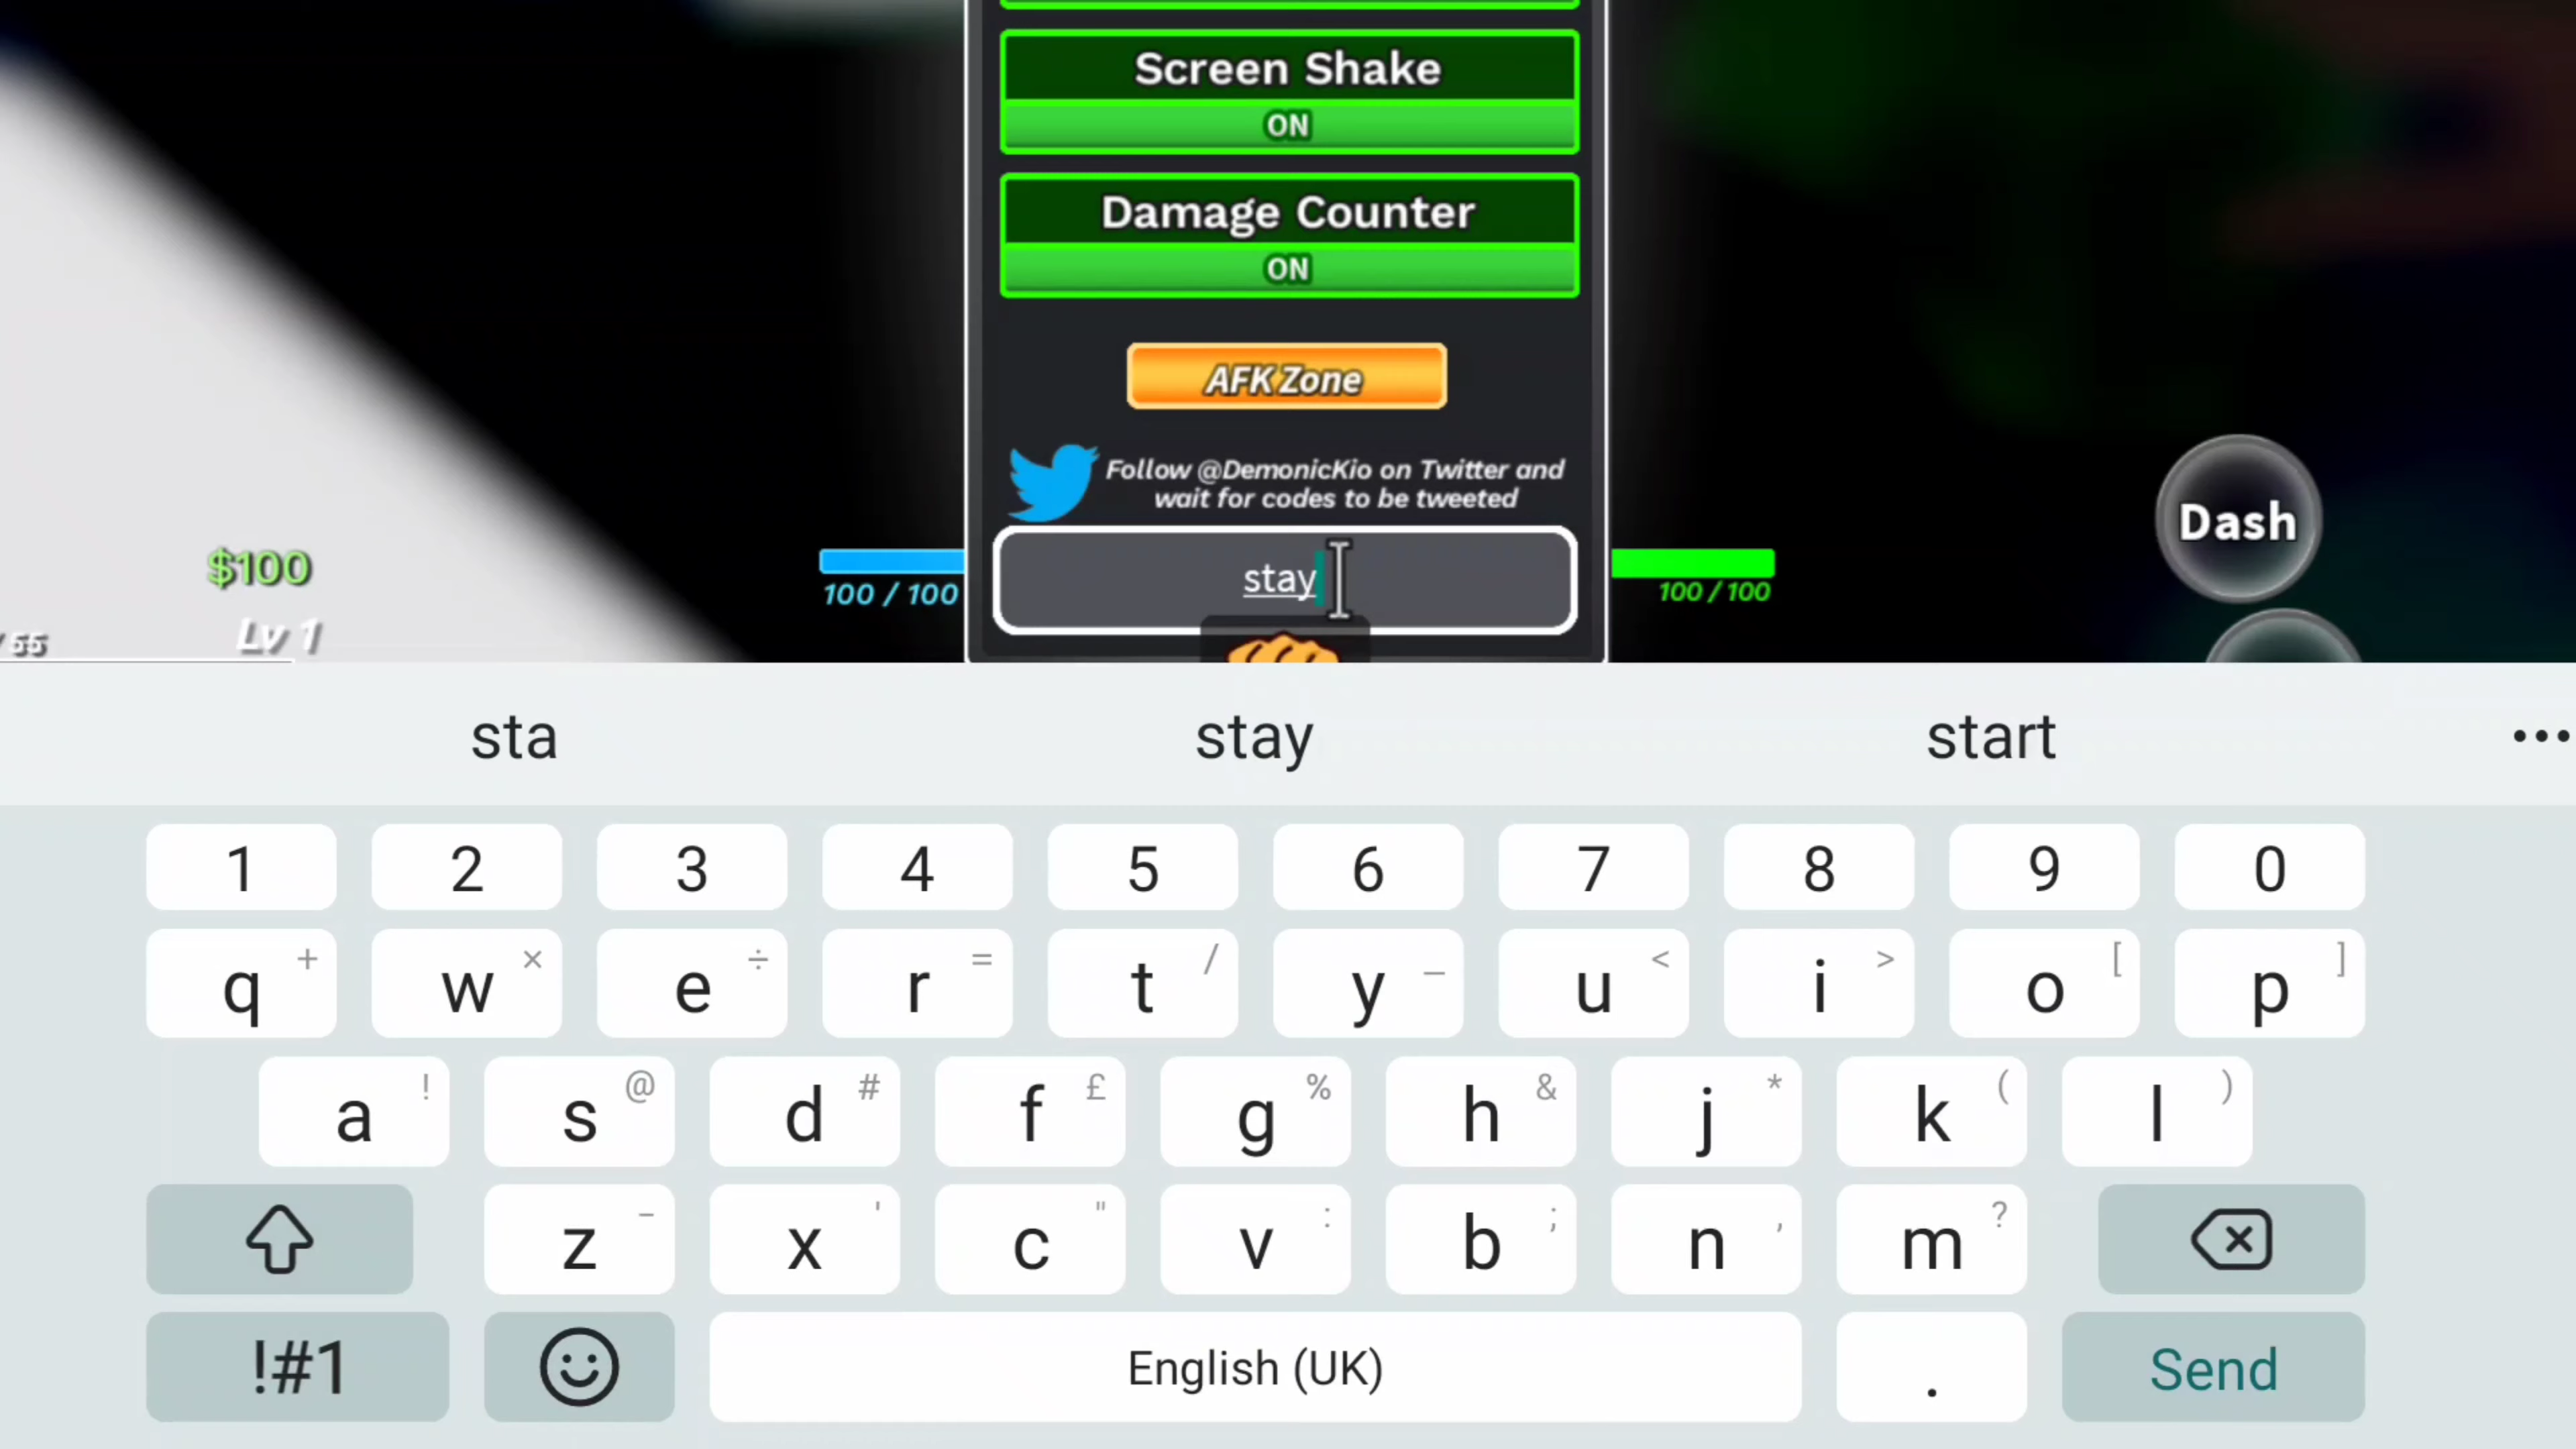 Screen Shake
ON
Damage Counter
ON
AFK Zone
Follow @DemonicKio on Twitter and
wait for codes to be tweeted
stay
$100
Lv 1
/ 55
100 / 100
100 / 100
Dash
sta stay start •••
1 2 3 4 5 6 7 8 9 0
q + w × e ÷ r = t / y _ u < i > o [ p ]
a ! s @ d # f £ g % h & j * k ( l )
z - x ' c " v : b ; n , m ?
!#1 English (UK) . Send